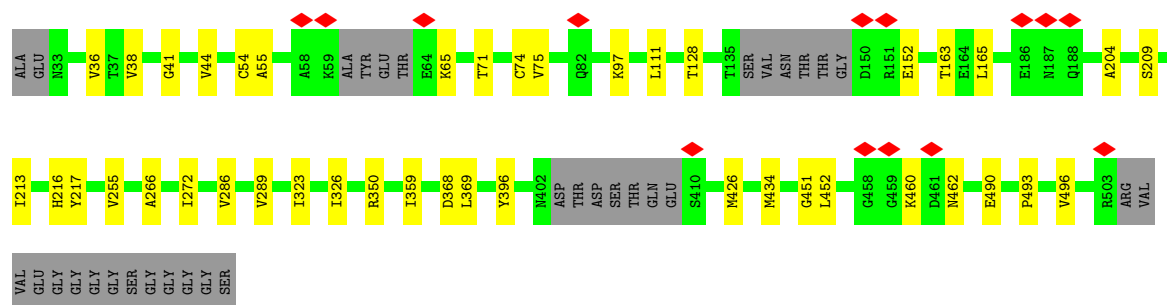 ALA GLU N33 V36 T37 V38 G41 V44 C54 A55 A58 K59 ALA TYR GLU THR E64 K65 T71 C74 V75 Q82 K97 L111 T128 T135 SER VAL ASN THR THR GLY D150 R151 E152 T163 E164 L165 E186 N187 Q188 A204 S209
I213 H216 Y217 V255 A266 I272 V286 V289 I323 I326 R350 I359 D368 L369 Y396 N402 ASP THR ASP SER THR GLN GLU S410 M426 M434 G451 L452 G458 G459 K460 D461 N462 E490 P493 V496 R503 ARG VAL
VAL GLU GLY GLY GLY GLY SER GLY GLY GLY GLY SER